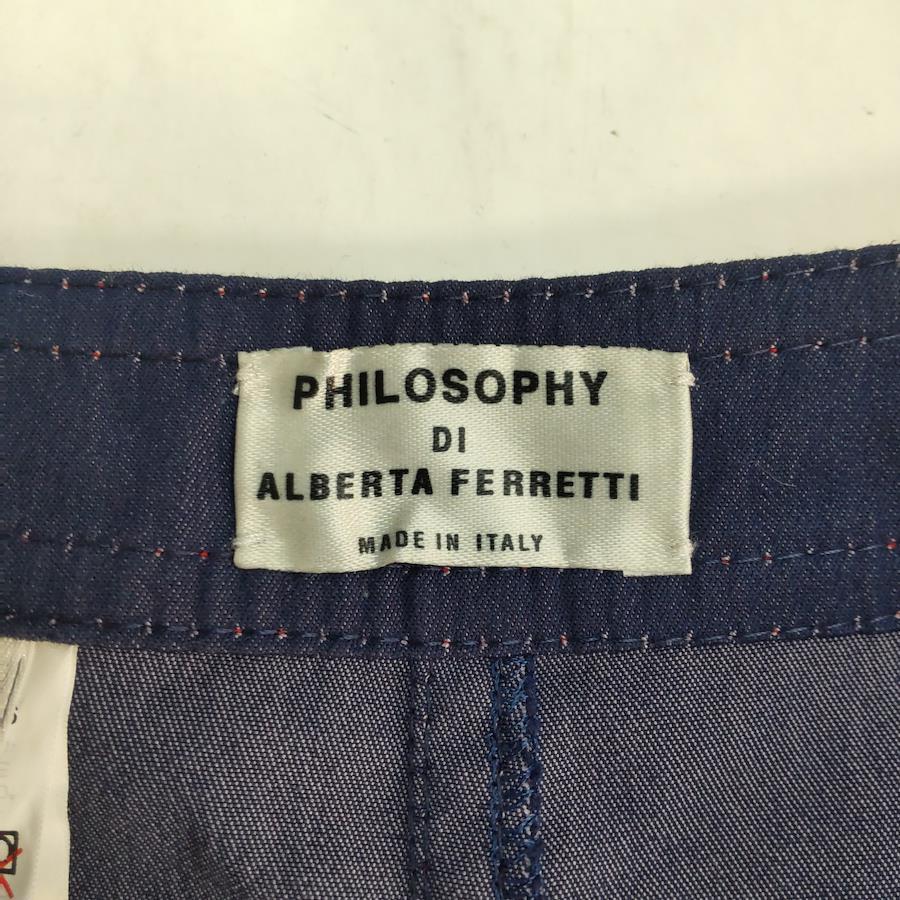 PHILOSOPHY
DI
ALBERTA FERRETTI
MADE IN ITALY